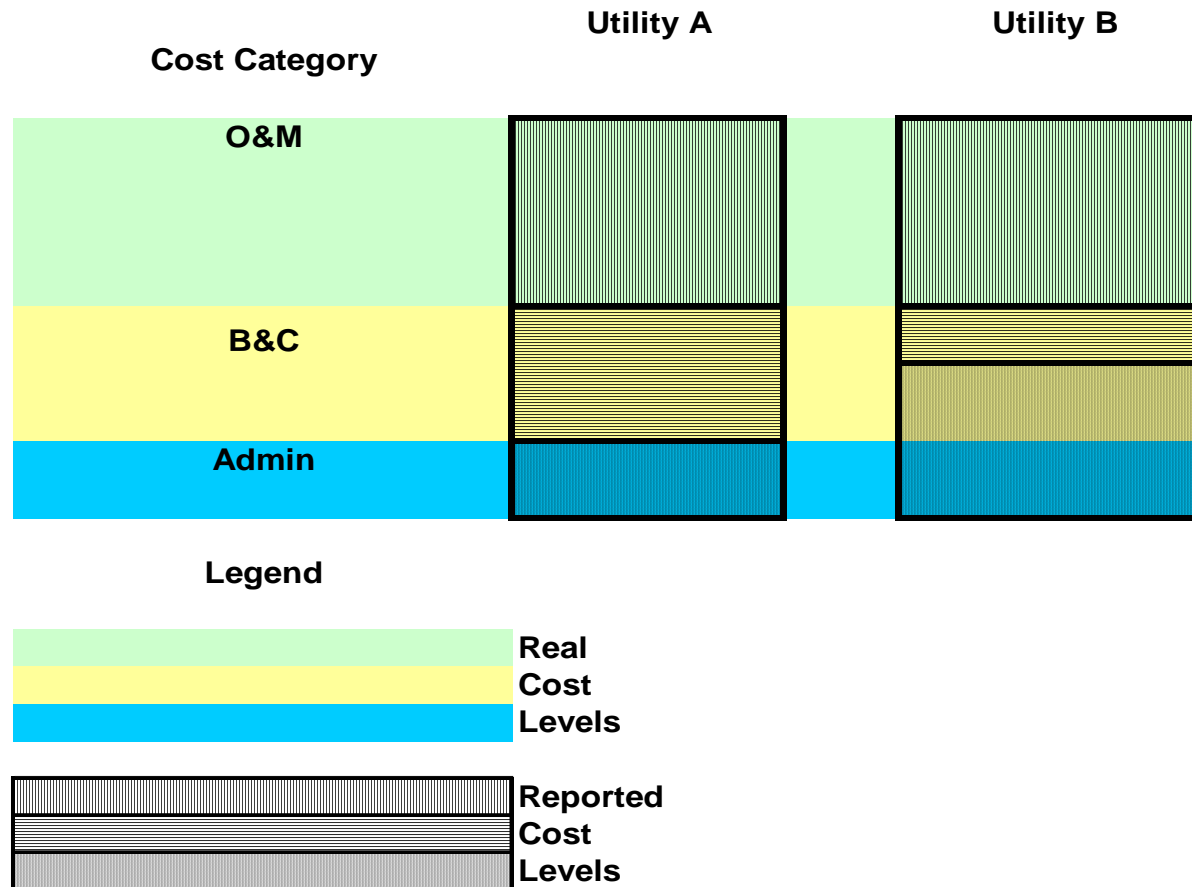 Utility A
Utility B
Cost Category
O&M
B&C
Admin
Legend
Real
Cost
Levels
Reported
Cost
Levels